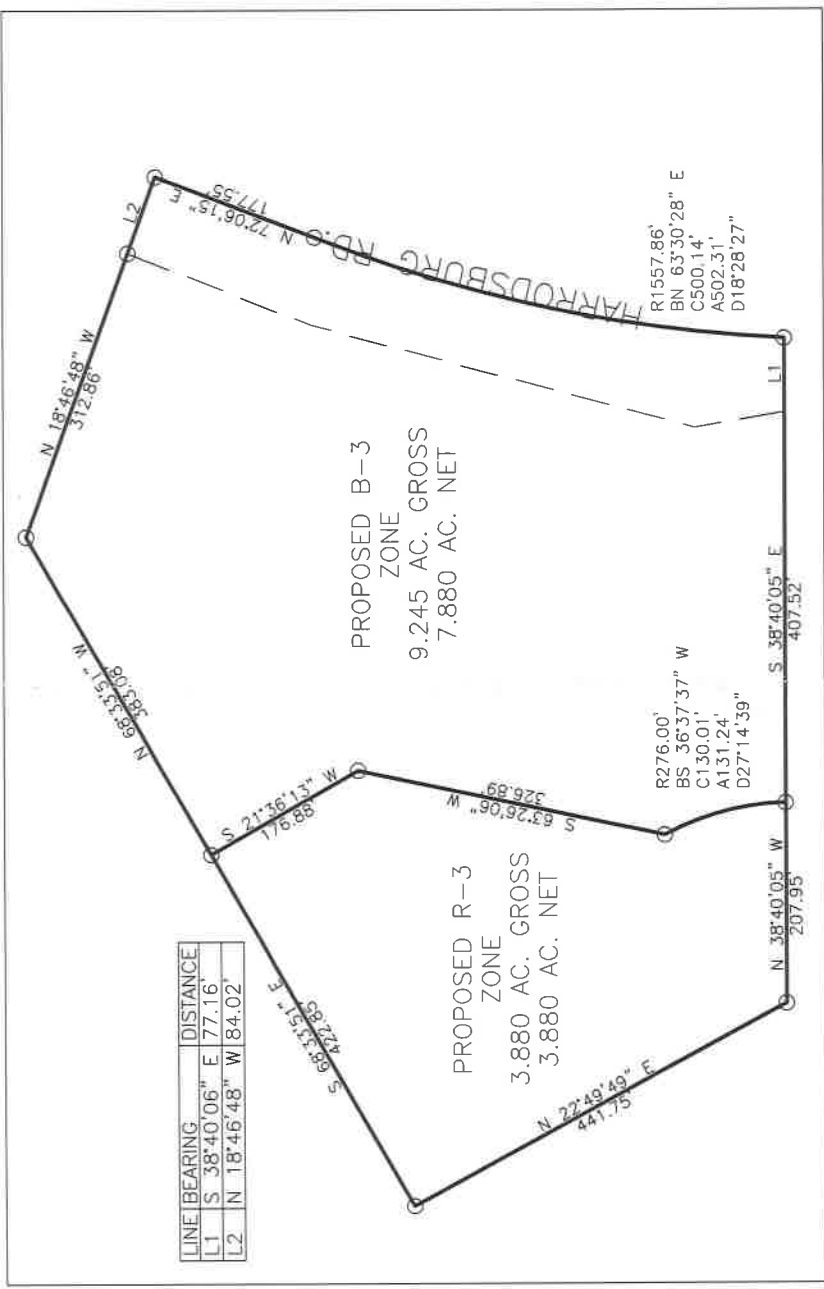 LINE BEARING DISTANCE
L1 S 38°40'06" E 77.16'
L2 N 18°46'48" W 84.02'
N 18°46'48" W
312.86'
L2
N 72°06'15" E
177.55'
HARRODSBURG RD.
R1557.86'
BN 63°30'28" E
C500.14'
A502.31'
D18°28'27"
L1
N 68°33'51" W
383.08'
PROPOSED B-3
ZONE
9.245 AC. GROSS
7.880 AC. NET
S 21°36'13" W
176.88'
S 63°26'06" W
326.89'
R276.00'
BS 36°37'37" W
C130.01'
A131.24'
D27°14'39"
S 38°40'05" E
407.52'
S 68°33'51" E
422.85'
PROPOSED R-3
ZONE
3.880 AC. GROSS
3.880 AC. NET
N 22°49'49" E
441.75'
N 38°40'05" W
207.95'